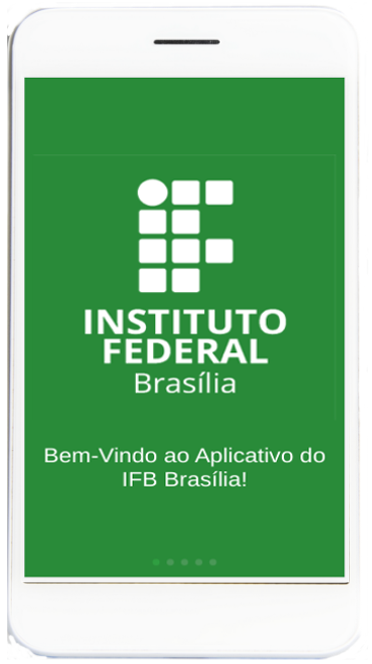 INSTITUTO
FEDERAL
Brasília
Bem-Vindo ao Aplicativo do
IFB Brasília!